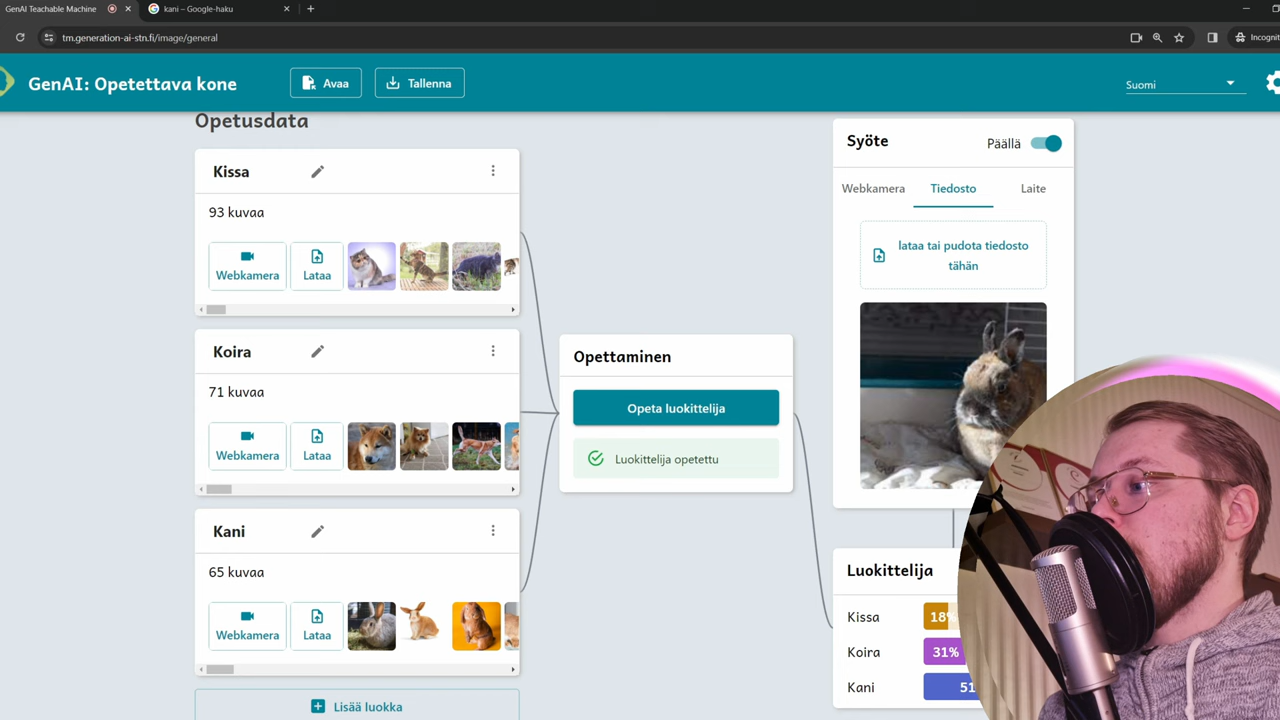 GenAI Teachable Machine
kani – Google-haku
tm.generation-ai-stn.fi/image/general
Incognit
GenAI: Opetettava kone
Avaa
Tallenna
Suomi
Opetusdata
Kissa
93 kuvaa
Webkamera
Lataa
Koira
71 kuvaa
Webkamera
Lataa
Kani
65 kuvaa
Webkamera
Lataa
Lisää luokka
Opettaminen
Opeta luokittelija
Luokittelija opetettu
Syöte
Päällä
Webkamera
Tiedosto
Laite
lataa tai pudota tiedosto
tähän
Luokittelija
Kissa 18%
Koira 31%
Kani 51